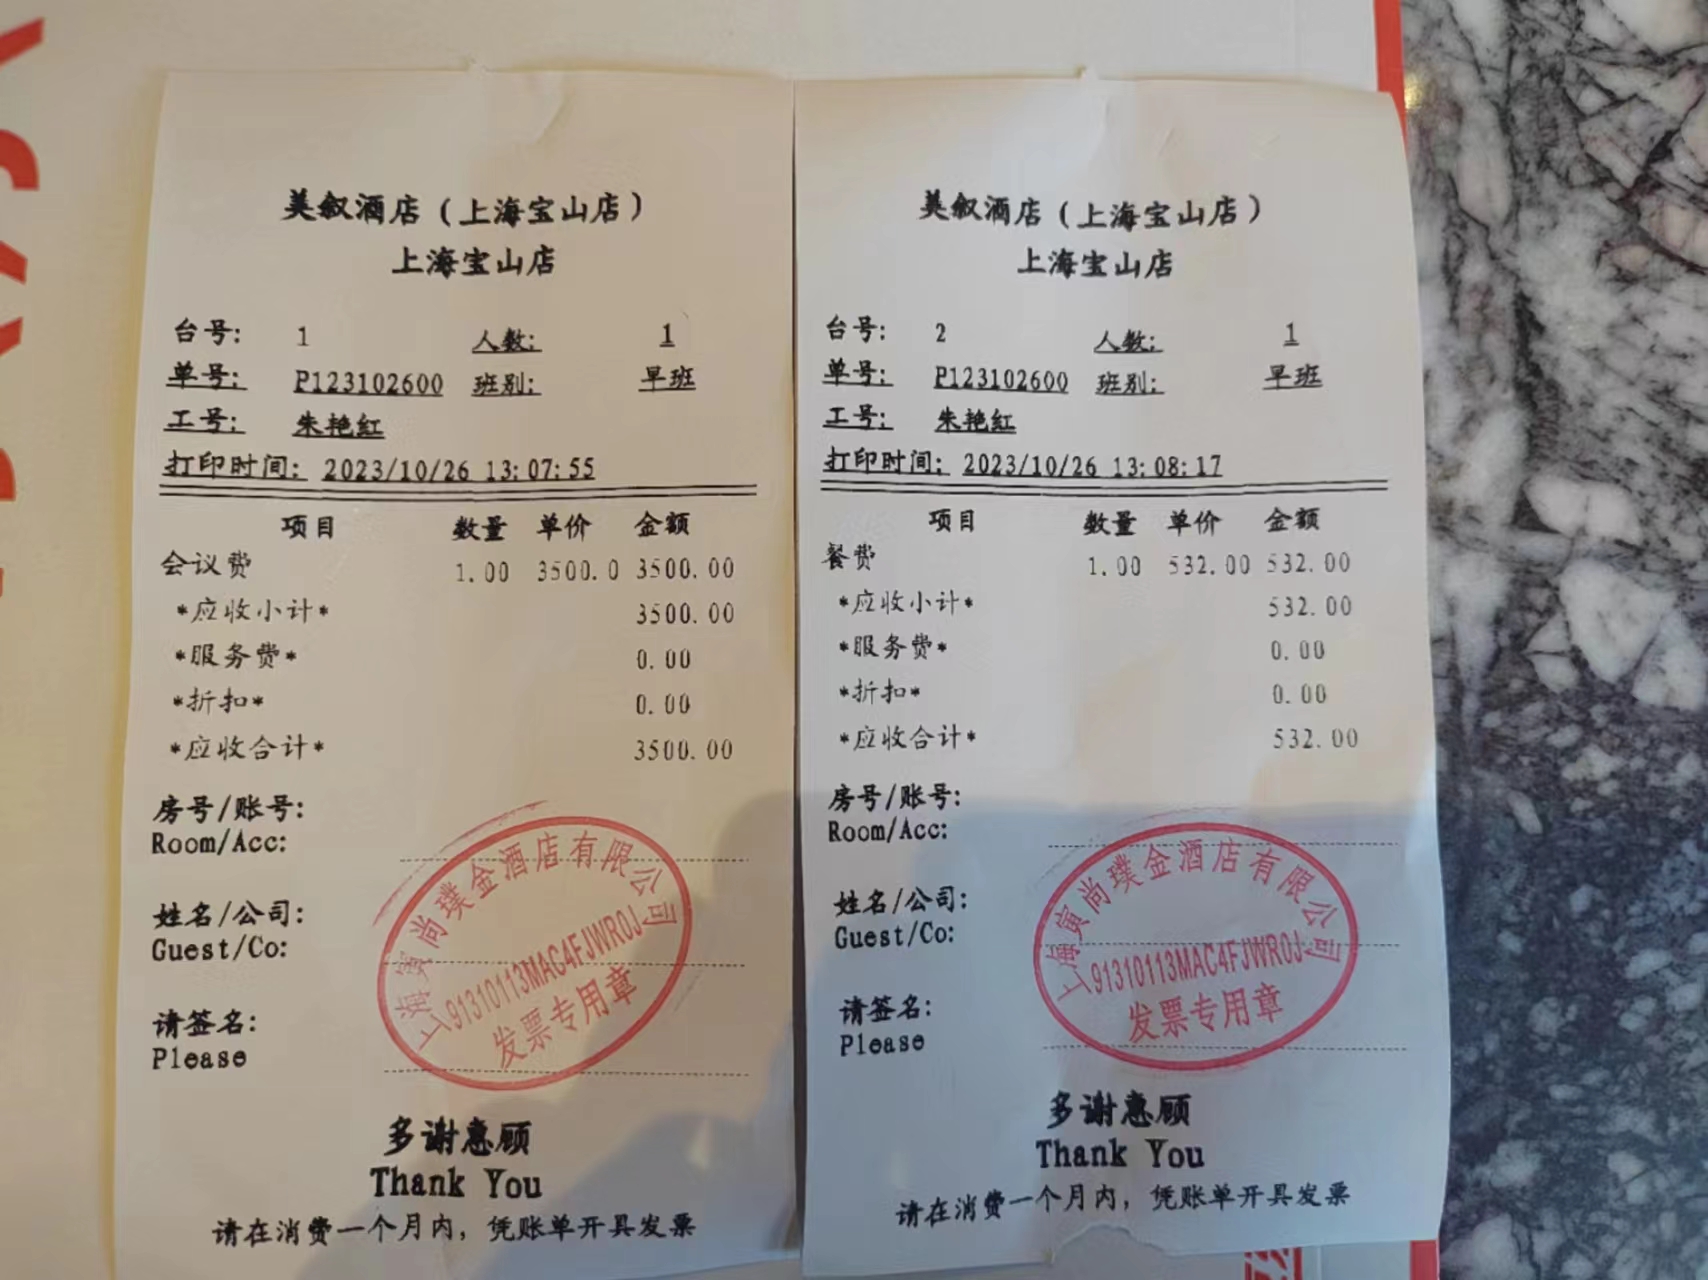 美叙酒店（上海宝山店）
上海宝山店
台号: 1 人数: 1
单号: P123102600 班别: 早班
工号: 朱艳红
打印时间: 2023/10/26 13:07:55
项目 数量 单价 金额
会议费 1.00 3500.0 3500.00
*应收小计* 3500.00
*服务费* 0.00
*折扣* 0.00
*应收合计* 3500.00
房号/账号:
Room/Acc:
姓名/公司:
Guest/Co:
请签名:
Please
上海寅尚璞金酒店有限公司
91310113MAC4FJWR0J
发票专用章
多谢惠顾
Thank You
请在消费一个月内，凭账单开具发票
美叙酒店（上海宝山店）
上海宝山店
台号: 2 人数: 1
单号: P123102600 班别: 早班
工号: 朱艳红
打印时间: 2023/10/26 13:08:17
项目 数量 单价 金额
餐费 1.00 532.00 532.00
*应收小计* 532.00
*服务费* 0.00
*折扣* 0.00
*应收合计* 532.00
房号/账号:
Room/Acc:
姓名/公司:
Guest/Co:
请签名:
Please
上海寅尚璞金酒店有限公司
91310113MAC4FJWR0J
发票专用章
多谢惠顾
Thank You
请在消费一个月内，凭账单开具发票